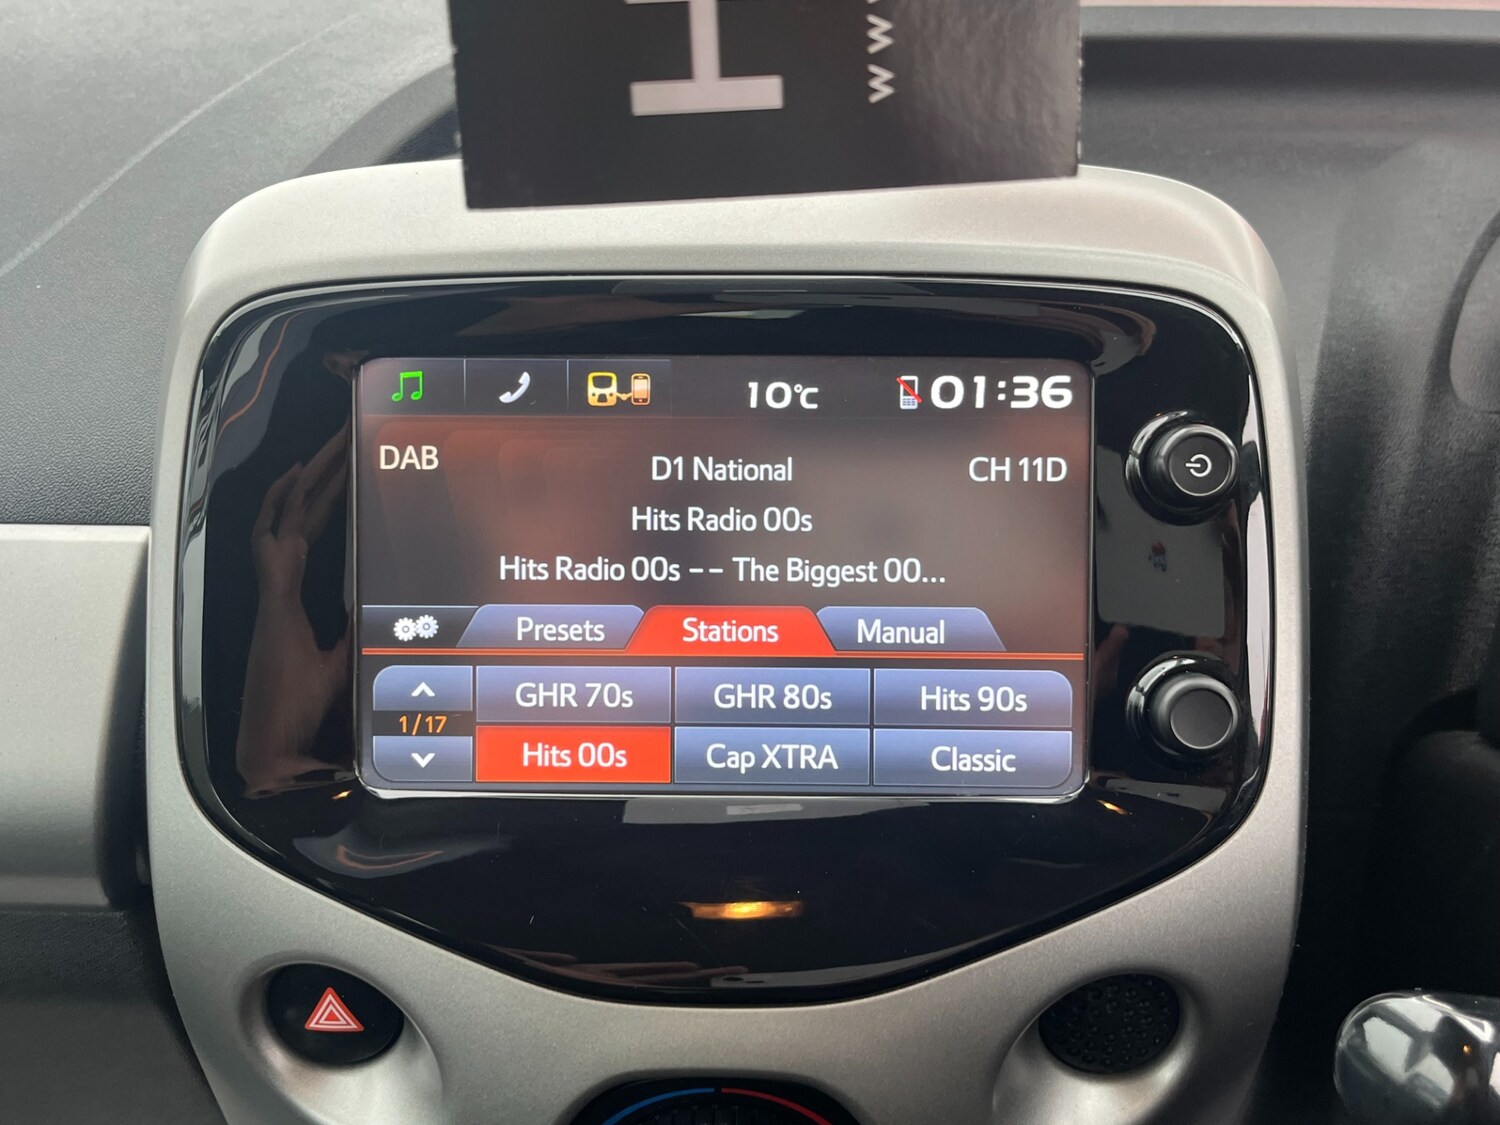 H
ww
10°C 01:36
DAB D1 National CH 11D
Hits Radio 00s
Hits Radio 00s -- The Biggest 00...
Presets Stations Manual
GHR 70s GHR 80s Hits 90s
1/17
Hits 00s Cap XTRA Classic